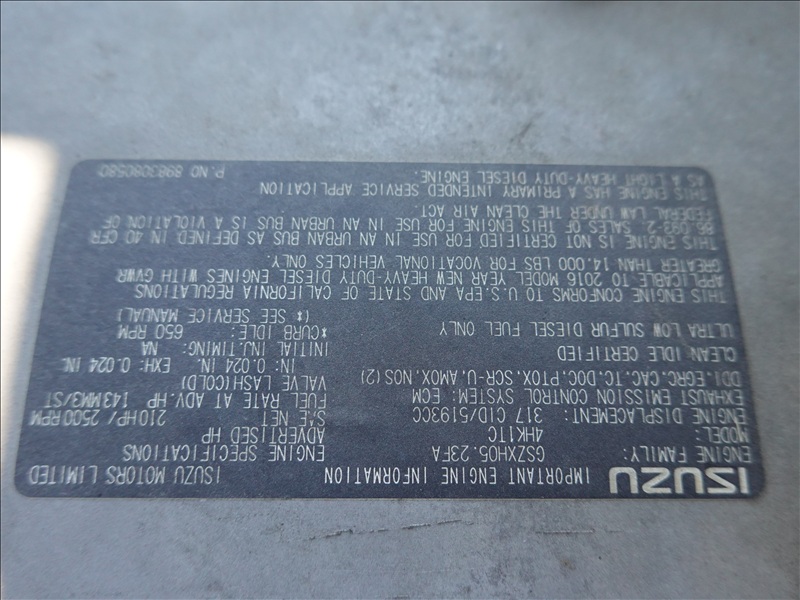 ISUZU IMPORTANT ENGINE INFORMATION ISUZU MOTORS LIMITED
ENGINE FAMILY: GSZXH05.23FA
MODEL: 4HK1TC
ENGINE DISPLACEMENT: 317 CID/5193CC
EXHAUST EMISSION CONTROL SYSTEM: ECM
DDI.EGRC.CAC.TC.DOC.PTOX.SCR-U.AMOX.NOS(2)
CLEAN IDLE CERTIFIED
ULTRA LOW SULFUR DIESEL FUEL ONLY
ENGINE SPECIFICATIONS
ADVERTISED HP
S.E.NET 210HP/2500RPM
FUEL RATE AT ADV.HP 143MM3/ST
VALVE LASH(COLD)
IN: 0.024 IN. EXH: 0.024 IN.
INITIAL INJ.TIMING: NA
*CURB IDLE: 650 RPM
(* SEE SERVICE MANUAL)
THIS ENGINE CONFORMS TO U.S.EPA AND STATE OF CALIFORNIA REGULATIONS
APPLICABLE TO 2016 MODEL YEAR NEW HEAVY-DUTY DIESEL ENGINES WITH GVWR
GREATER THAN 14,000 LBS FOR VOCATIONAL VEHICLES ONLY.
THIS ENGINE IS NOT CERTIFIED FOR USE IN AN URBAN BUS AS DEFINED IN 40 CFR
86.093-2. SALES OF THIS ENGINE FOR USE IN AN URBAN BUS IS A VIOLATION OF
FEDERAL LAW UNDER THE CLEAN AIR ACT.
THIS ENGINE HAS A PRIMARY INTENDED SERVICE APPLICATION
AS A LIGHT HEAVY-DUTY DIESEL ENGINE. P.NO 8983080580